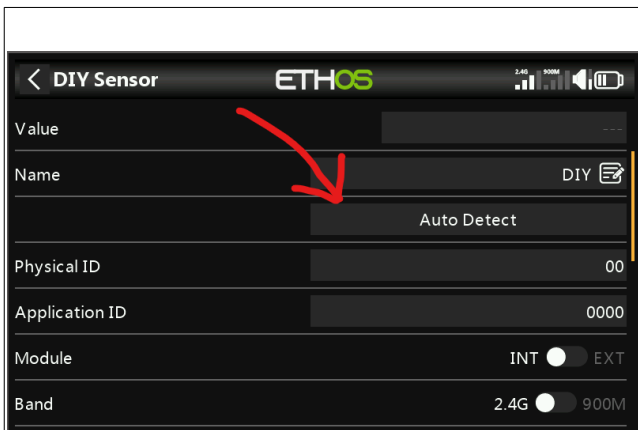 DIY Sensor ETHOS 2.4G 900M
Value ---
Name DIY
Auto Detect
Physical ID 00
Application ID 0000
Module INT EXT
Band 2.4G 900M